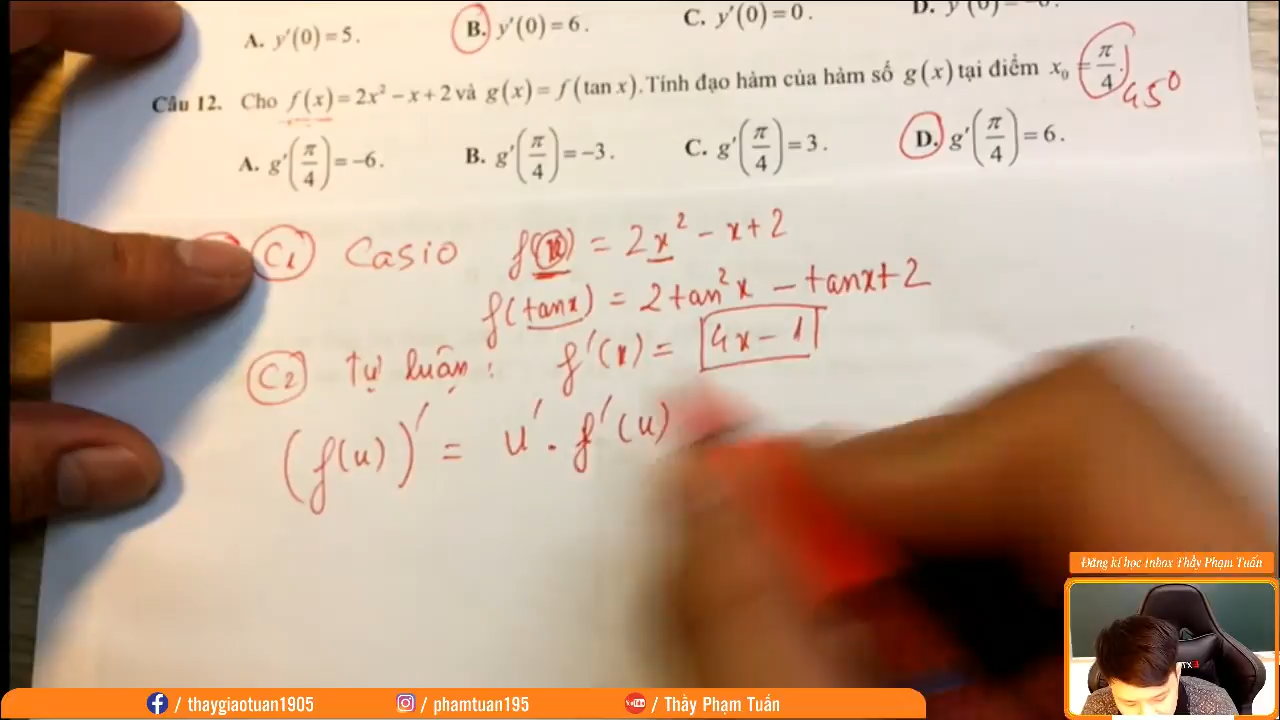 A. y'(0)=5. B. y'(0)=6. C. y'(0)=0. D.
Câu 12. Cho f(x)=2x²−x+2 và g(x)=f(tan x). Tính đạo hàm của hàm số g(x) tại điểm x₀ = π/4. 45⁰
A. g'(π/4)=−6. B. g'(π/4)=−3. C. g'(π/4)=3. D. g'(π/4)=6.
C1 Casio f(x) = 2x² − x + 2
f(tanx) = 2tan²x − tanx + 2
C2 Tự luận: f'(x) = 4x − 1
(f(u))' = u'. f'(u)
Đăng kí học Inbox Thầy Phạm Tuấn
/ thaygiaotuan1905 / phamtuan195 You Tube / Thầy Phạm Tuấn